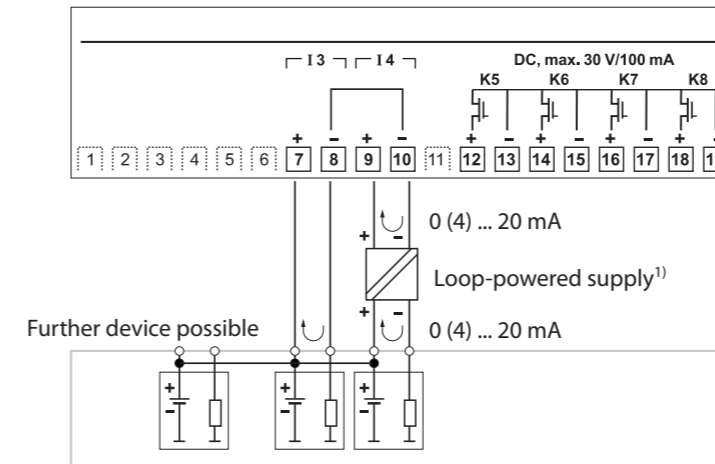 I 3 I 4 DC, max. 30 V/100 mA
K5 K6 K7 K8
+ – + – + + + +
1 2 3 4 5 6 7 8 9 10 11 12 13 14 15 16 17 18
0 (4) ... 20 mA
+ –
Loop-powered supply1)
+ –
Further device possible 0 (4) ... 20 mA
+ + +
– – –